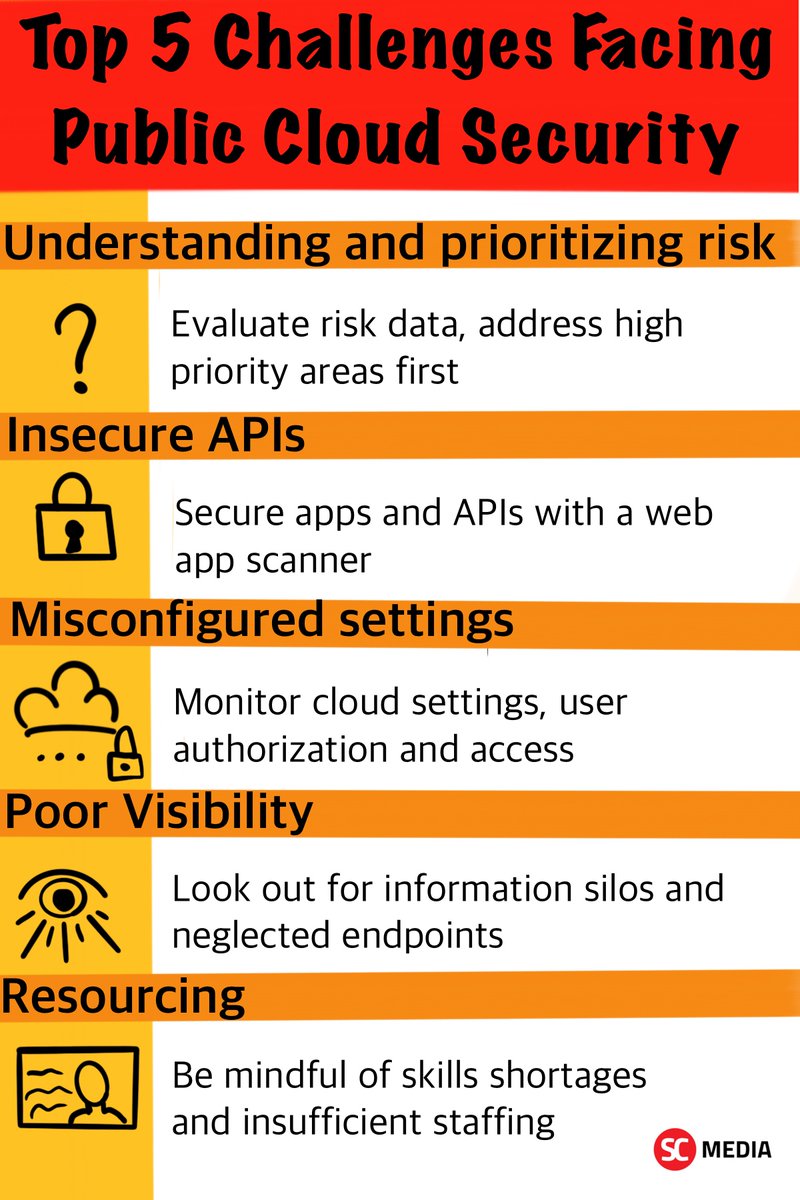 Top 5 Challenges Facing
Public Cloud Security
Understanding and prioritizing risk
Evaluate risk data, address high
priority areas first
Insecure APIs
Secure apps and APIs with a web
app scanner
Misconfigured settings
Monitor cloud settings, user
authorization and access
Poor Visibility
Look out for information silos and
neglected endpoints
Resourcing
Be mindful of skills shortages
and insufficient staffing
SC MEDIA